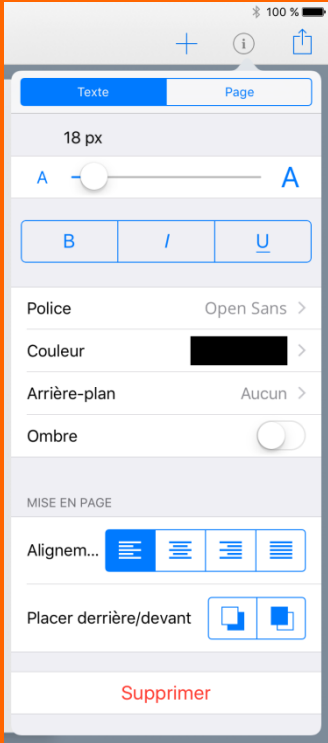 100 %
Texte Page
18 px
A A
B I U
Police Open Sans
Couleur
Arrière-plan Aucun
Ombre
MISE EN PAGE
Alignem...
Placer derrière/devant
Supprimer